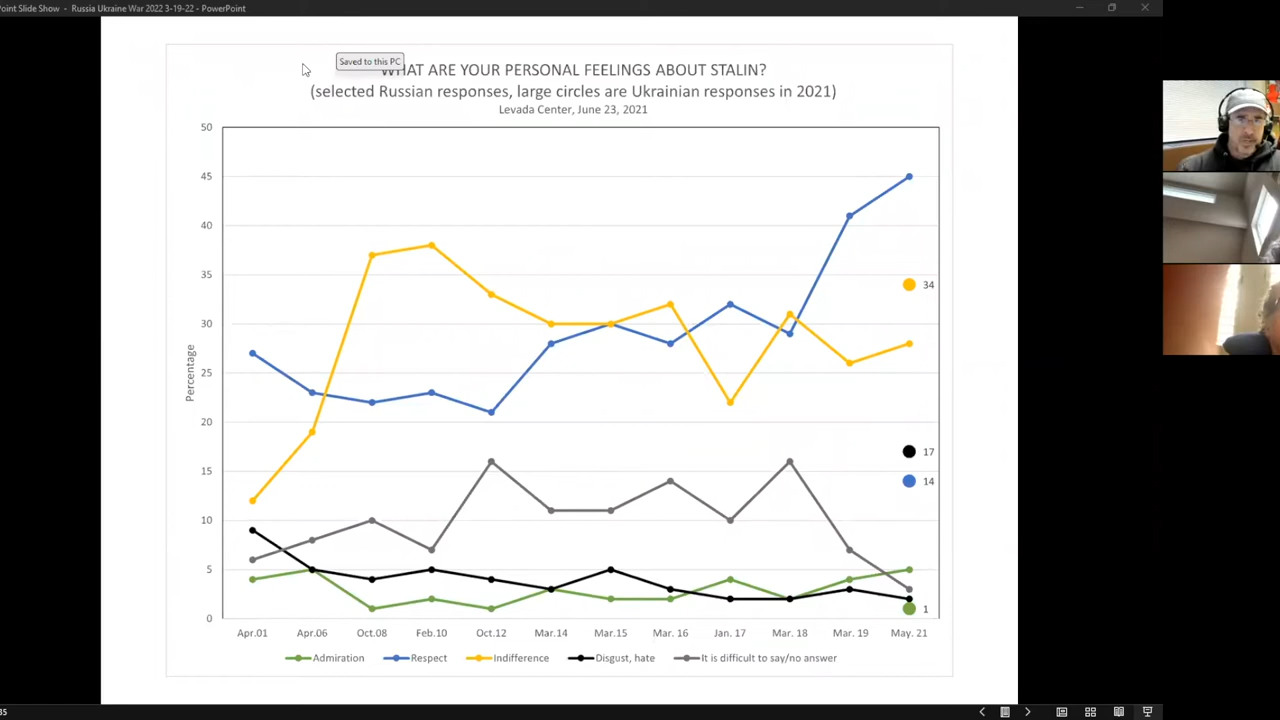 oint Slide Show - Russia Ukraine War 2022 3-19-22 - PowerPoint
Saved to this PC
WHAT ARE YOUR PERSONAL FEELINGS ABOUT STALIN?
(selected Russian responses, large circles are Ukrainian responses in 2021)
Levada Center, June 23, 2021
50
45
40
35
34
30
Percentage
25
20
17
15
14
10
5
1
0
Apr.01 Apr.06 Oct.08 Feb.10 Oct.12 Mar.14 Mar.15 Mar. 16 Jan. 17 Mar. 18 Mar. 19 May. 21
Admiration Respect Indifference Disgust, hate It is difficult to say/no answer
35